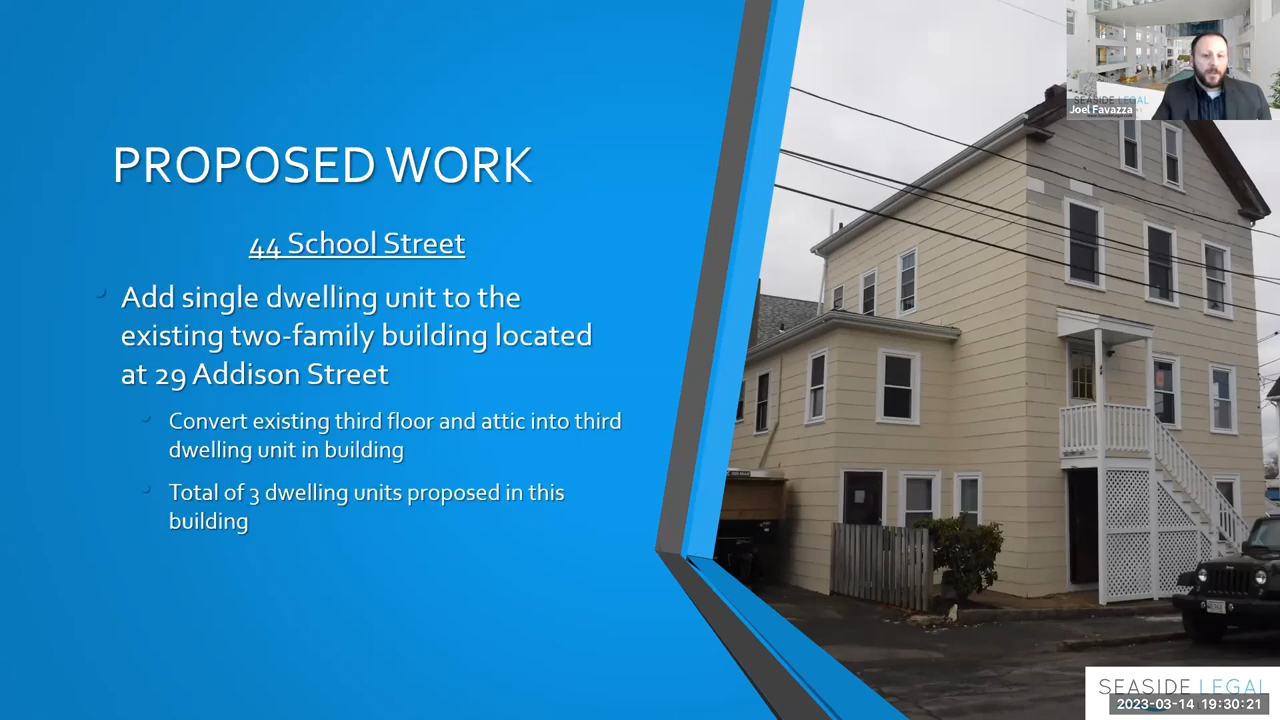 SEASIDE LEGAL
Joel Favazza
PROPOSED WORK
44 School Street
Add single dwelling unit to the
existing two-family building located
at 29 Addison Street
Convert existing third floor and attic into third
dwelling unit in building
Total of 3 dwelling units proposed in this
building
SEASIDE LEGAL
2023-03-14 19:30:21